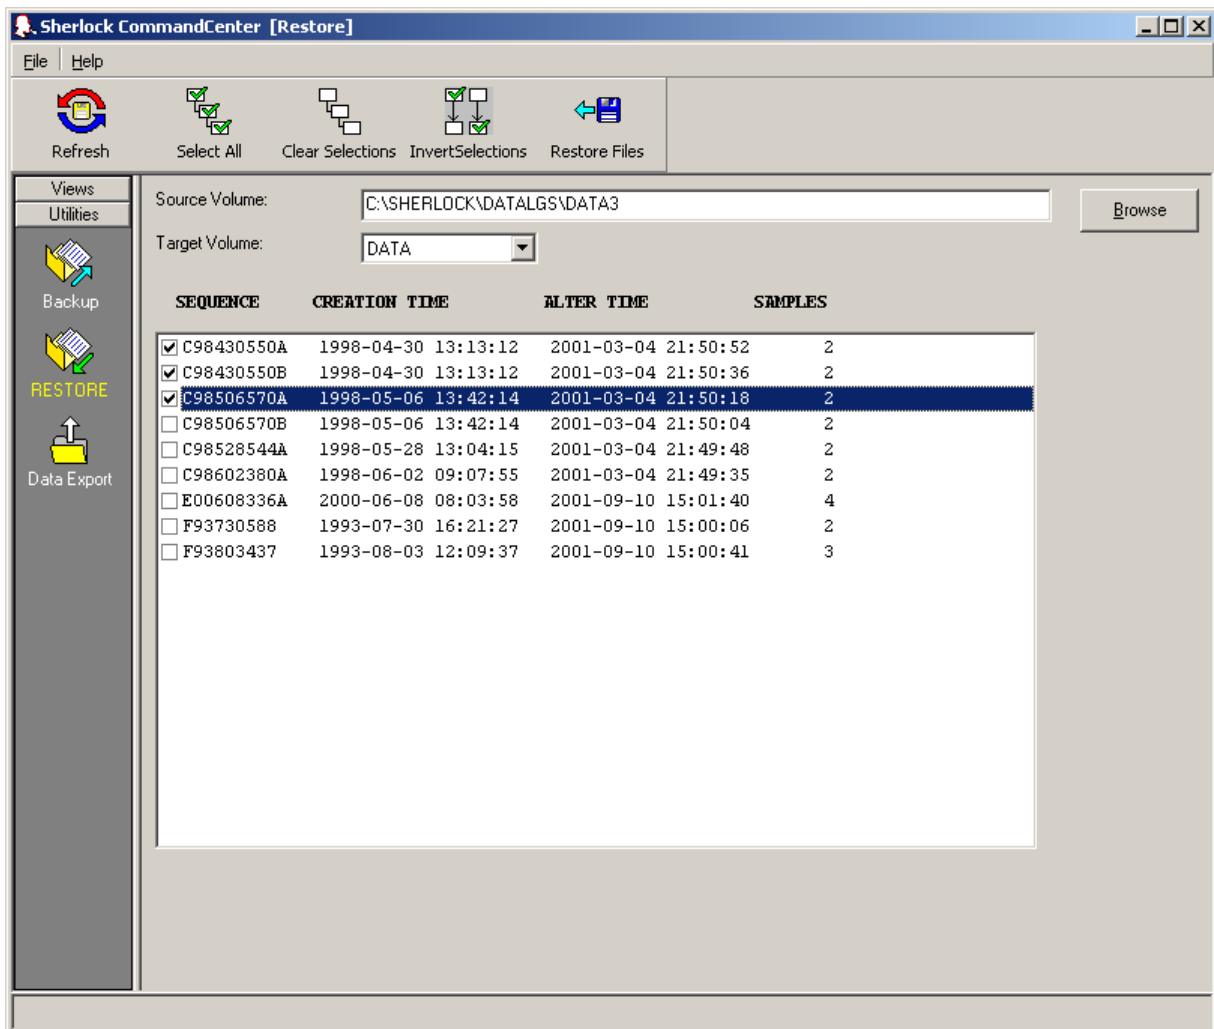 Sherlock CommandCenter [Restore]
File Help
Refresh Select All Clear Selections InvertSelections Restore Files
Views
Utilities
Backup
RESTORE
Data Export
Source Volume: C:\SHERLOCK\DATALGS\DATA3 Browse
Target Volume: DATA
SEQUENCE CREATION TIME ALTER TIME SAMPLES
C98430550A 1998-04-30 13:13:12 2001-03-04 21:50:52 2
C98430550B 1998-04-30 13:13:12 2001-03-04 21:50:36 2
C98506570A 1998-05-06 13:42:14 2001-03-04 21:50:18 2
C98506570B 1998-05-06 13:42:14 2001-03-04 21:50:04 2
C98528544A 1998-05-28 13:04:15 2001-03-04 21:49:48 2
C98602380A 1998-06-02 09:07:55 2001-03-04 21:49:35 2
E00608336A 2000-06-08 08:03:58 2001-09-10 15:01:40 4
F93730588 1993-07-30 16:21:27 2001-09-10 15:00:06 2
F93803437 1993-08-03 12:09:37 2001-09-10 15:00:41 3